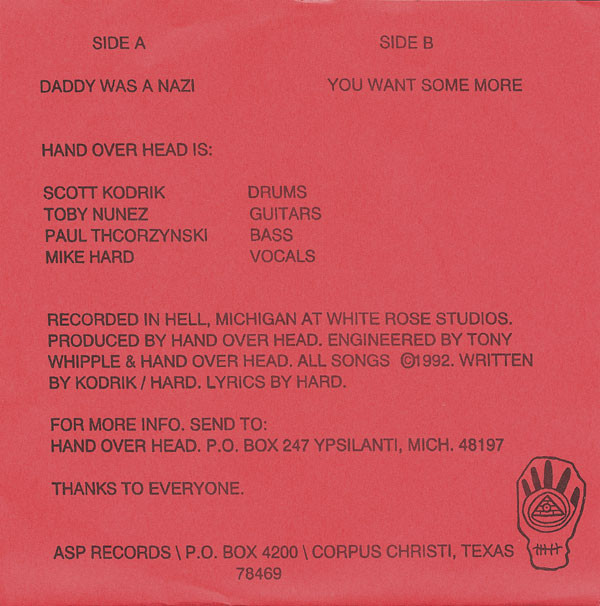 SIDE A SIDE B
DADDY WAS A NAZI YOU WANT SOME MORE
HAND OVER HEAD IS:
SCOTT KODRIK DRUMS
TOBY NUNEZ GUITARS
PAUL THCORZYNSKI BASS
MIKE HARD VOCALS
RECORDED IN HELL, MICHIGAN AT WHITE ROSE STUDIOS.
PRODUCED BY HAND OVER HEAD. ENGINEERED BY TONY
WHIPPLE & HAND OVER HEAD. ALL SONGS ©1992. WRITTEN
BY KODRIK / HARD. LYRICS BY HARD.
FOR MORE INFO. SEND TO:
HAND OVER HEAD. P.O. BOX 247 YPSILANTI, MICH. 48197
THANKS TO EVERYONE.
ASP RECORDS \ P.O. BOX 4200 \ CORPUS CHRISTI, TEXAS
78469